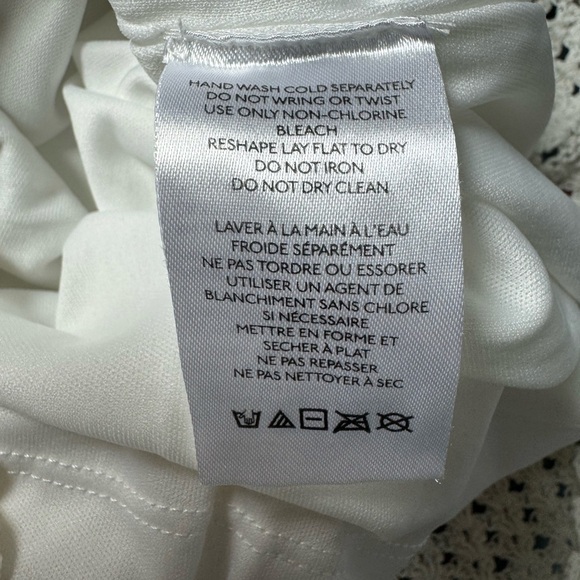 HAND WASH COLD SEPARATELY
DO NOT WRING OR TWIST
USE ONLY NON-CHLORINE
BLEACH
RESHAPE LAY FLAT TO DRY
DO NOT IRON
DO NOT DRY CLEAN
LAVER À LA MAIN À L'EAU
FROIDE SÉPARÉMENT
NE PAS TORDRE OU ESSORER
UTILISER UN AGENT DE
BLANCHIMENT SANS CHLORE
SI NÉCESSAIRE
METTRE EN FORME ET
SECHER À PLAT
NE PAS REPASSER
NE PAS NETTOYER À SEC